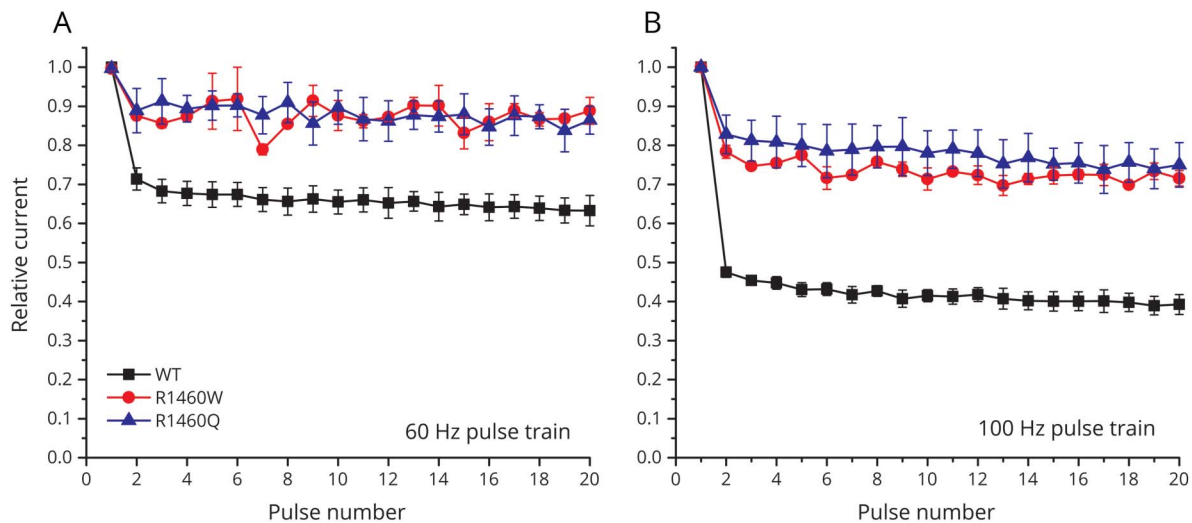 A
1.0
0.9
0.8
0.7
0.6
0.5
0.4
0.3
0.2
0.1
0.0
Relative current
WT
R1460W
R1460Q
60 Hz pulse train
0 2 4 6 8 10 12 14 16 18 20
Pulse number
B
1.0
0.9
0.8
0.7
0.6
0.5
0.4
0.3
0.2
0.1
0.0
100 Hz pulse train
0 2 4 6 8 10 12 14 16 18 20
Pulse number